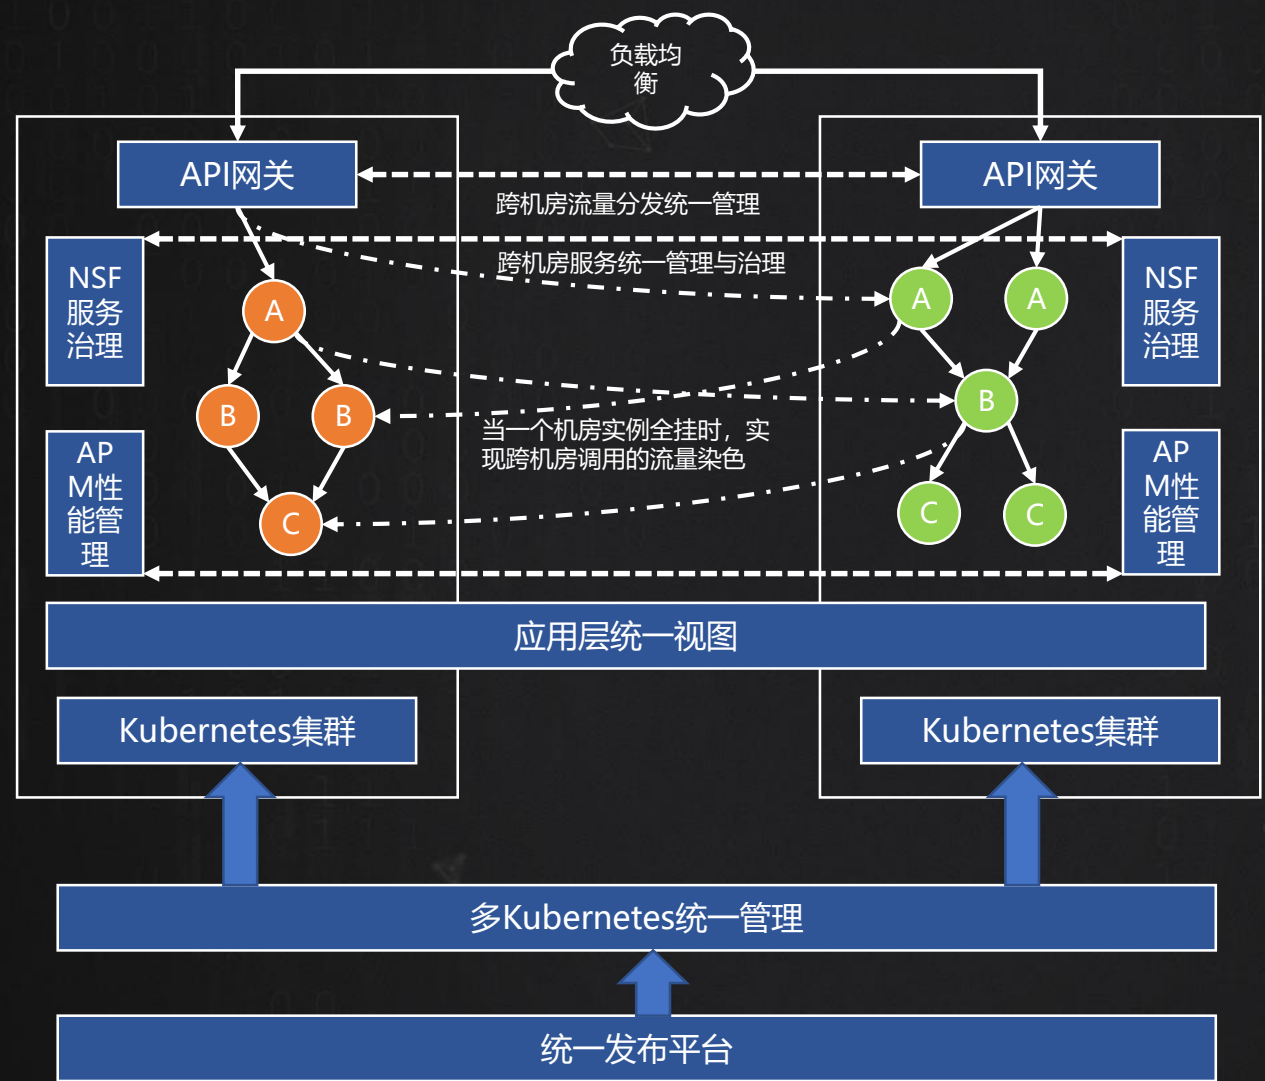 负载均
衡
API网关
API网关
跨机房流量分发统一管理
NSF
服务
治理
跨机房服务统一管理与治理
NSF
服务
治理
A
A
A
B
B
B
当一个机房实例全挂时，实
现跨机房调用的流量染色
AP
M性
能管
理
AP
M性
能管
理
C
C
C
应用层统一视图
Kubernetes集群
Kubernetes集群
多Kubernetes统一管理
统一发布平台